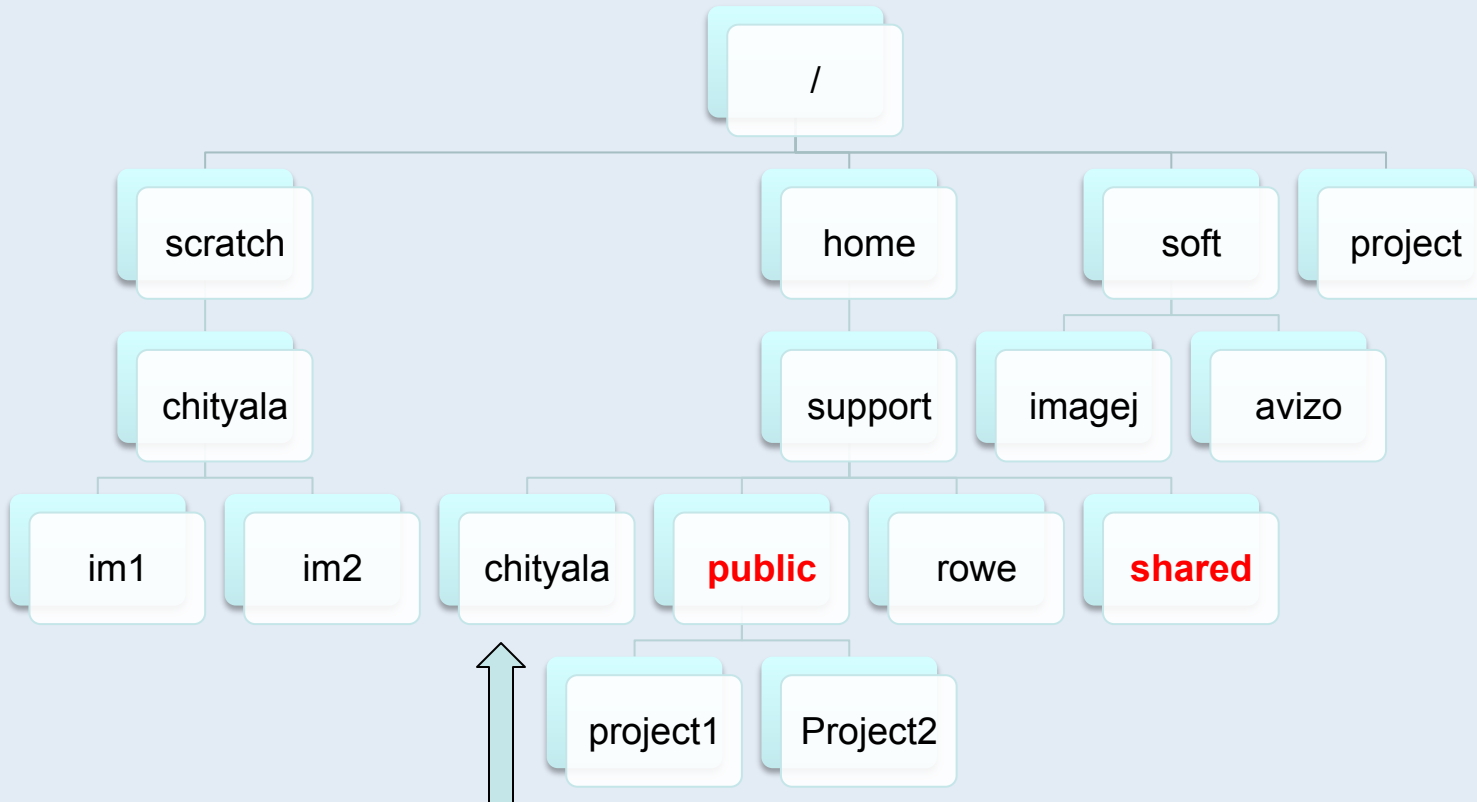 /
scratch
home
soft
project
chityala
support
imagej
avizo
im1
im2
chityala
public
rowe
shared
project1
Project2